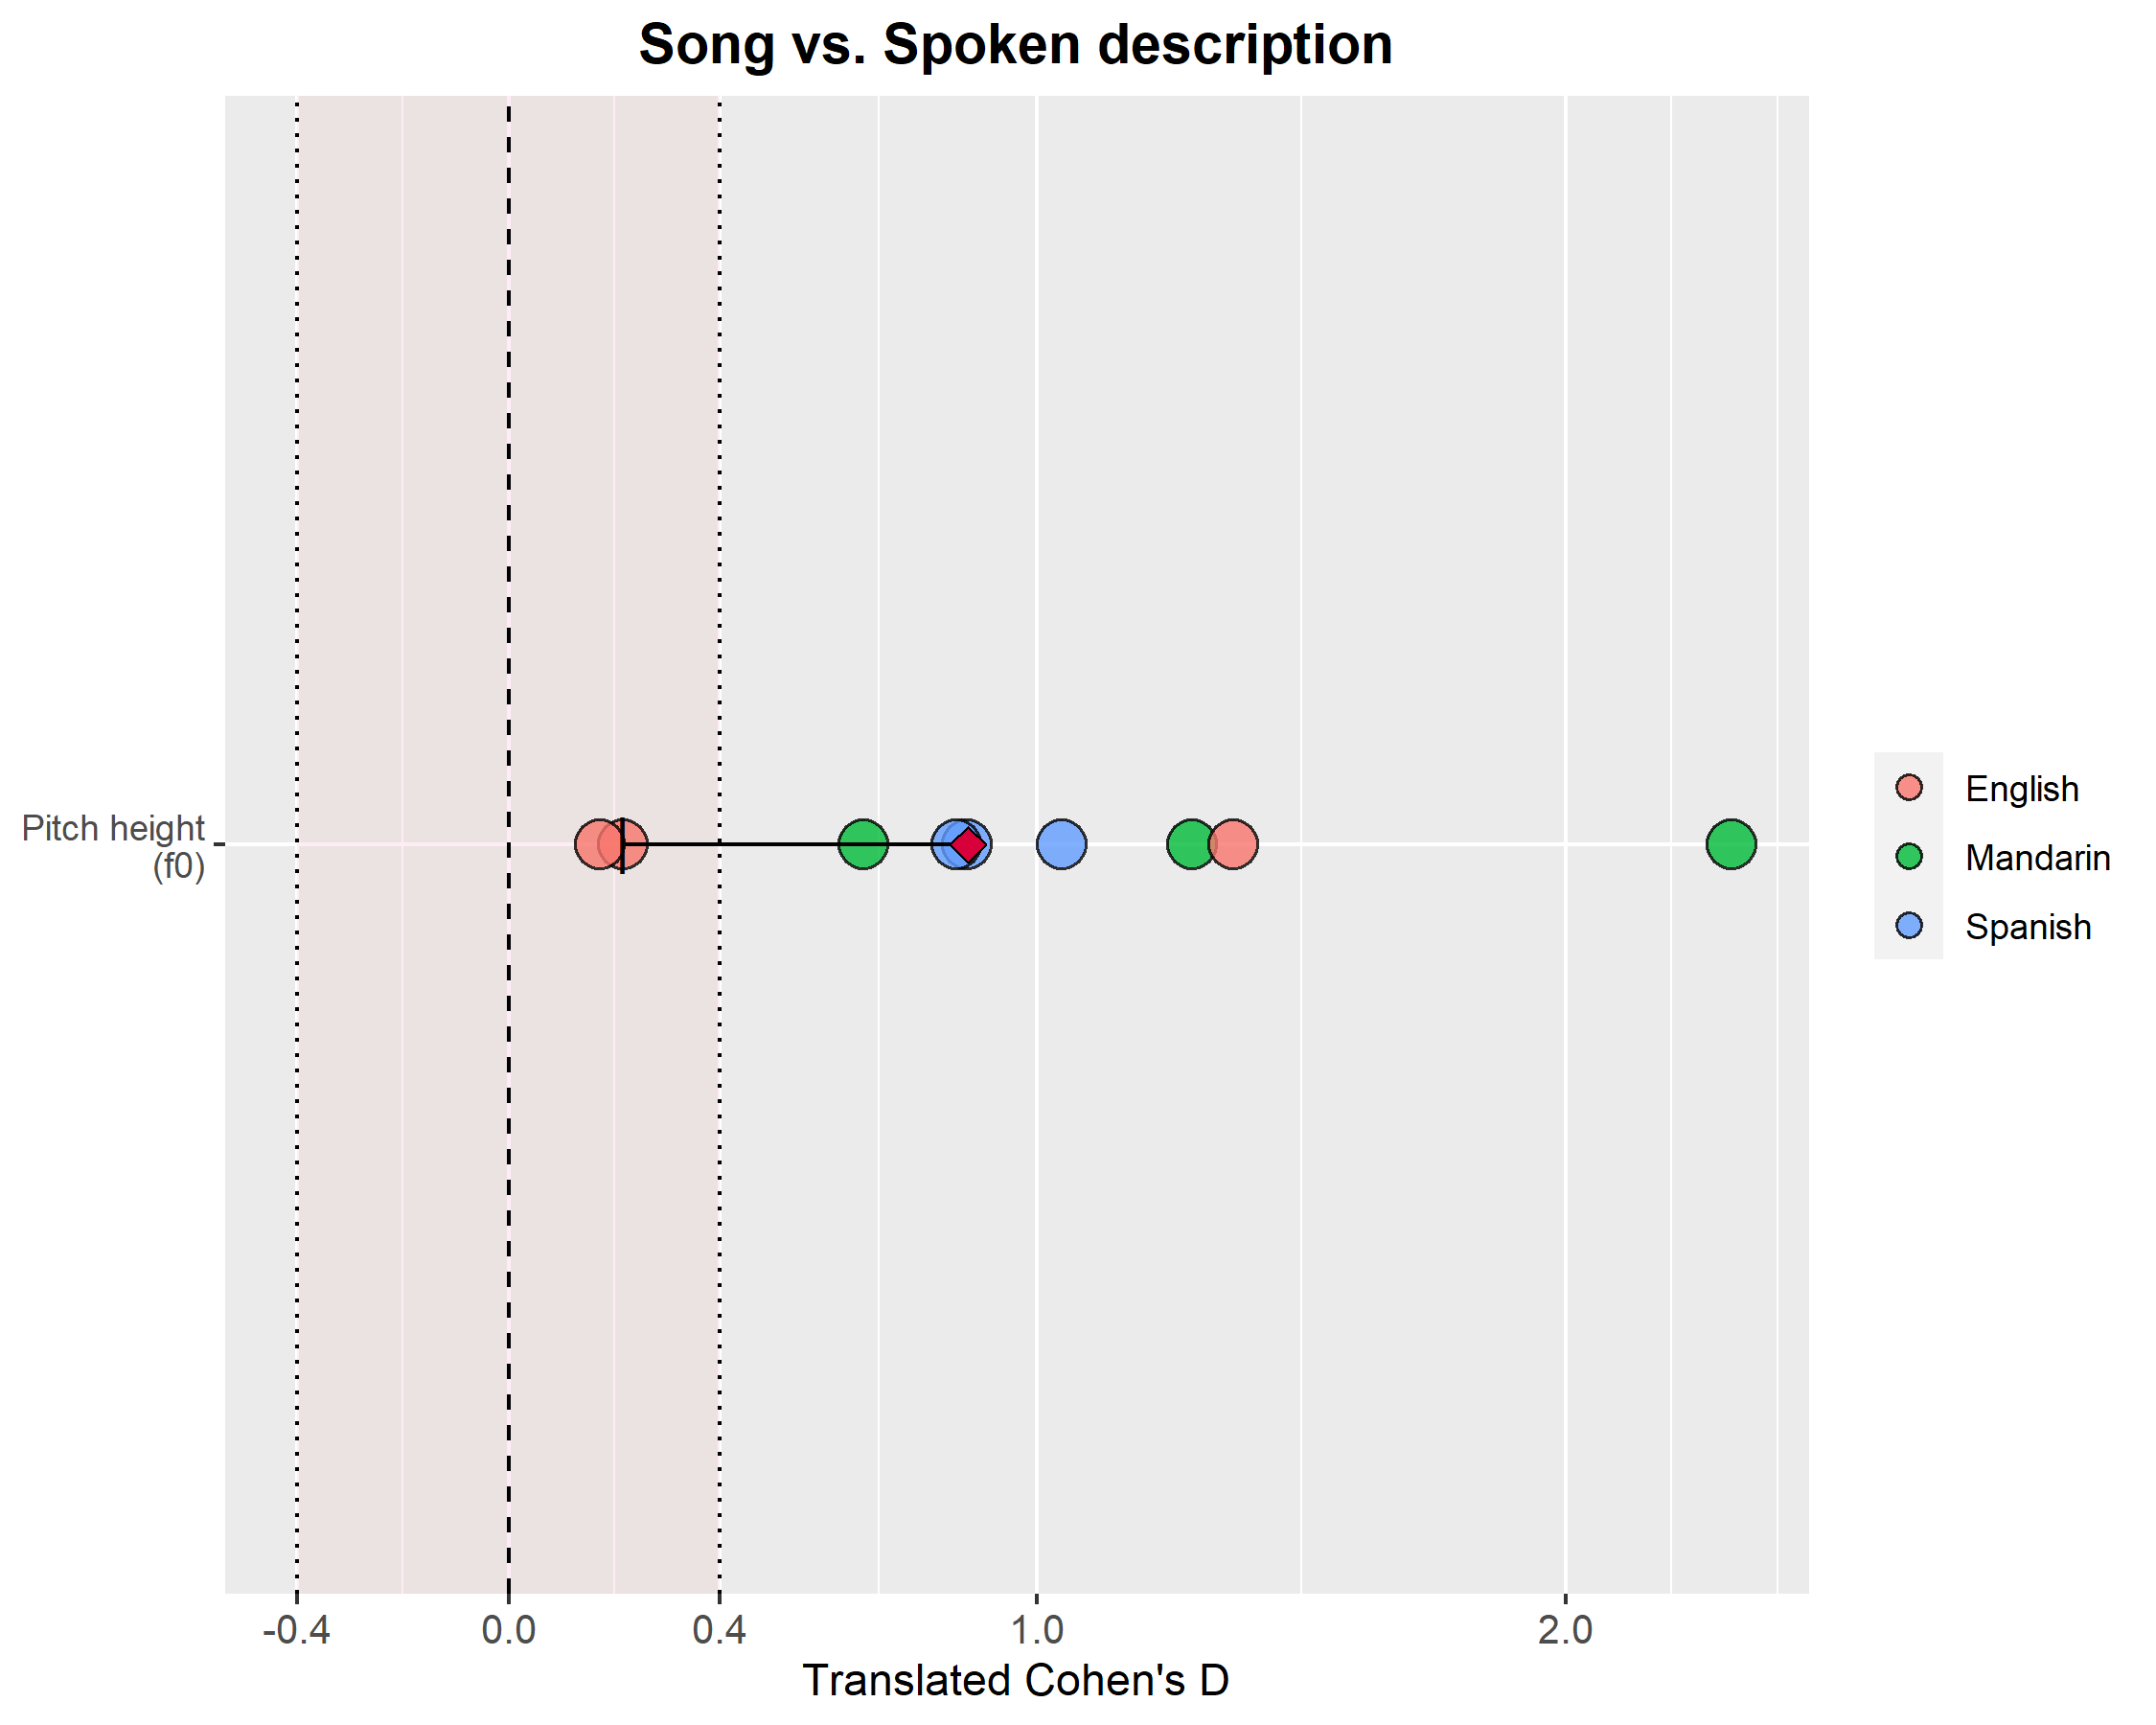 Song vs. Spoken description
Pitch height
(f0)
-0.4
0.0
0.4
1.0
2.0
Translated Cohen's D
English
Mandarin
Spanish